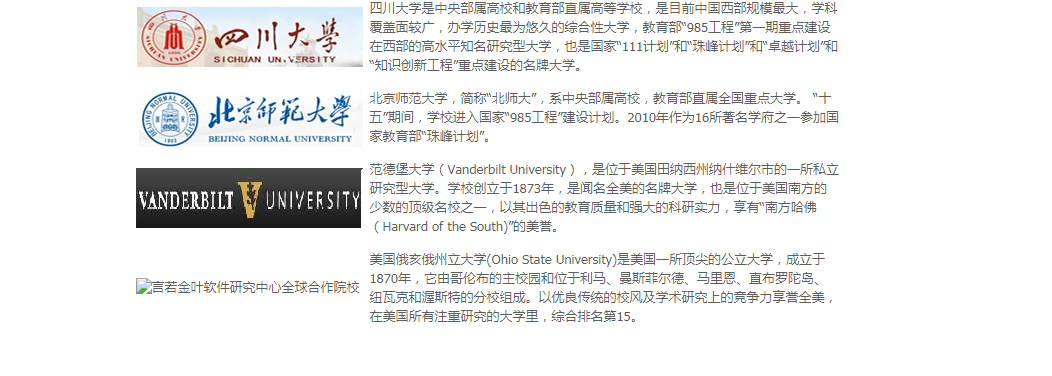 四川大学
SICHUAN UNIVERSITY
四川大学是中央部属高校和教育部直属高等学校，是目前中国西部规模最大，学科
覆盖面较广，办学历史最为悠久的综合性大学，教育部“985工程”第一期重点建设
在西部的高水平知名研究型大学，也是国家“111计划”和“珠峰计划”和“卓越计划”和
“知识创新工程”重点建设的名牌大学。
北京师范大学
BEIJING NORMAL UNIVERSITY
北京师范大学，简称“北师大”，系中央部属高校，教育部直属全国重点大学。 “十
五”期间，学校进入国家“985工程”建设计划。2010年作为16所著名学府之一参加国
家教育部“珠峰计划”。
VANDERBILT V UNIVERSITY
范德堡大学（Vanderbilt University），是位于美国田纳西州纳什维尔市的一所私立
研究型大学。学校创立于1873年，是闻名全美的名牌大学，也是位于美国南方的
少数的顶级名校之一，以其出色的教育质量和强大的科研实力，享有“南方哈佛
（Harvard of the South)”的美誉。
言若金叶软件研究中心全球合作院校
美国俄亥俄州立大学(Ohio State University)是美国一所顶尖的公立大学，成立于
1870年，它由哥伦布的主校园和位于利马、曼斯菲尔德、马里恩、直布罗陀岛、
纽瓦克和渥斯特的分校组成。以优良传统的校风及学术研究上的竞争力享誉全美，
在美国所有注重研究的大学里，综合排名第15。